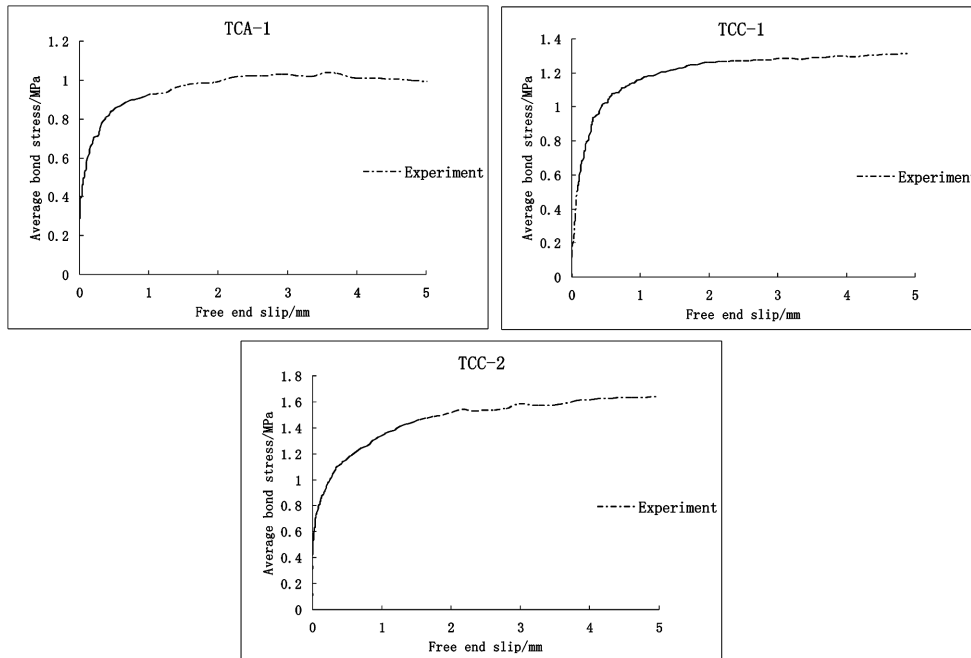 TCA-1
1.2
1
0.8
0.6
0.4
0.2
0
Average bond stress/MPa
0 1 2 3 4 5
Free end slip/mm
Experiment
TCC-1
1.4
1.2
1
0.8
0.6
0.4
0.2
0
Average bond stress/MPa
0 1 2 3 4 5
Free end slip/mm
Experiment
TCC-2
1.8
1.6
1.4
1.2
1
0.8
0.6
0.4
0.2
0
Average bond stress/MPa
0 1 2 3 4 5
Free end slip/mm
Experiment